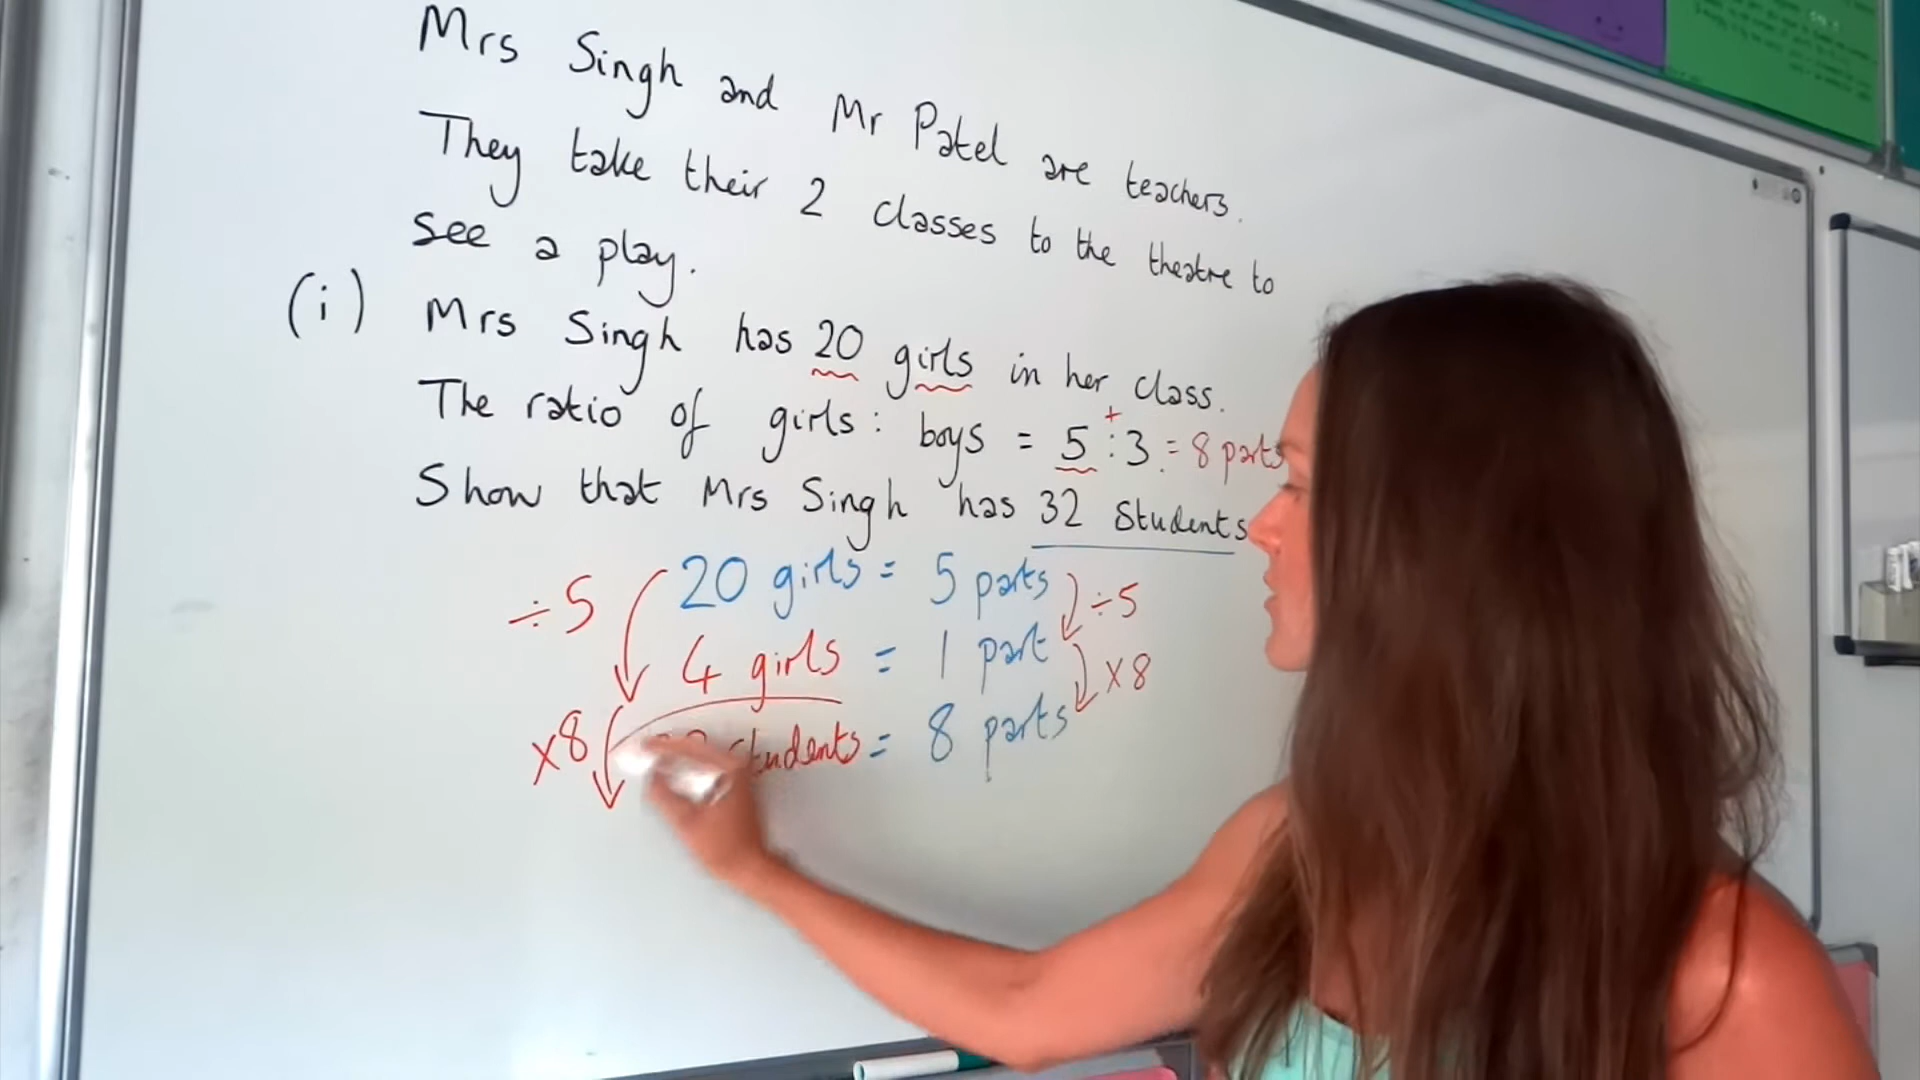 Mrs Singh and Mr Patel are teachers.
They take their 2 classes to the theatre to
see a play.
(i) Mrs Singh has 20 girls in her class.
The ratio of girls : boys = 5 : 3 = 8 parts
+
Show that Mrs Singh has 32 students
÷5 20 girls = 5 parts ÷5
4 girls = 1 part
×8 students = 8 parts ×8